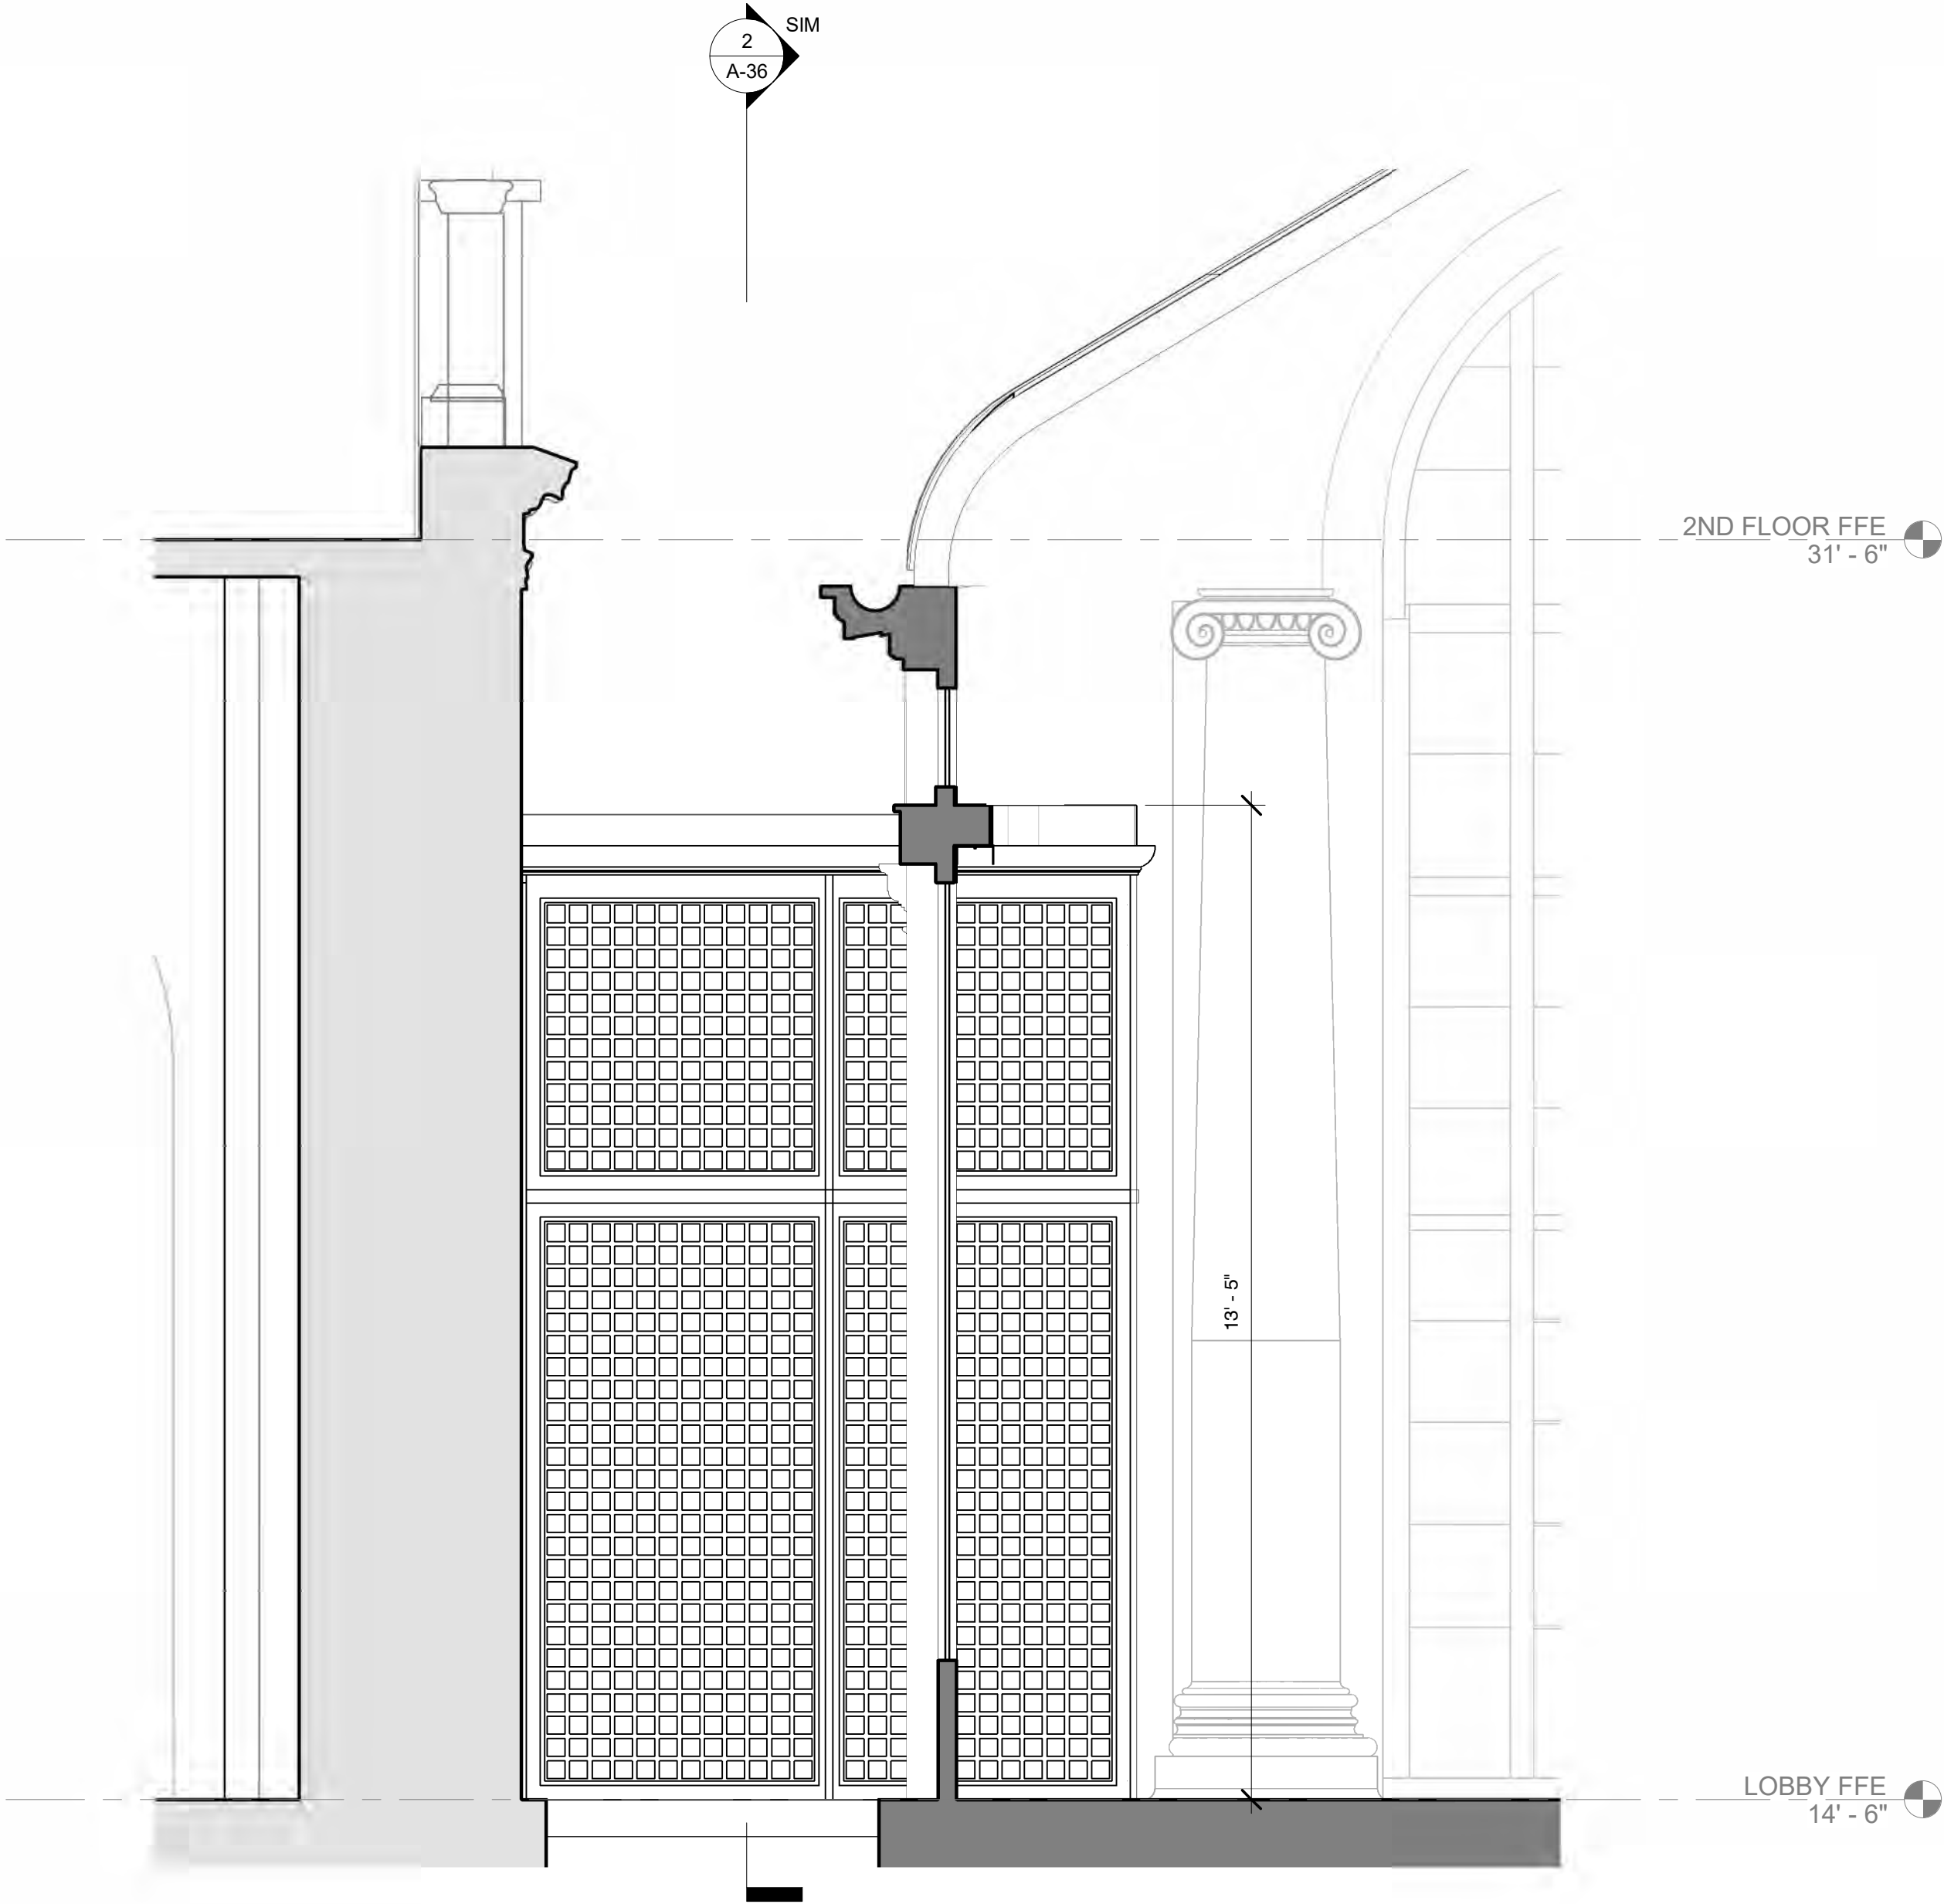 SIM
2
A-36
2ND FLOOR FFE
31' - 6"
13' - 5"
LOBBY FFE
14' - 6"